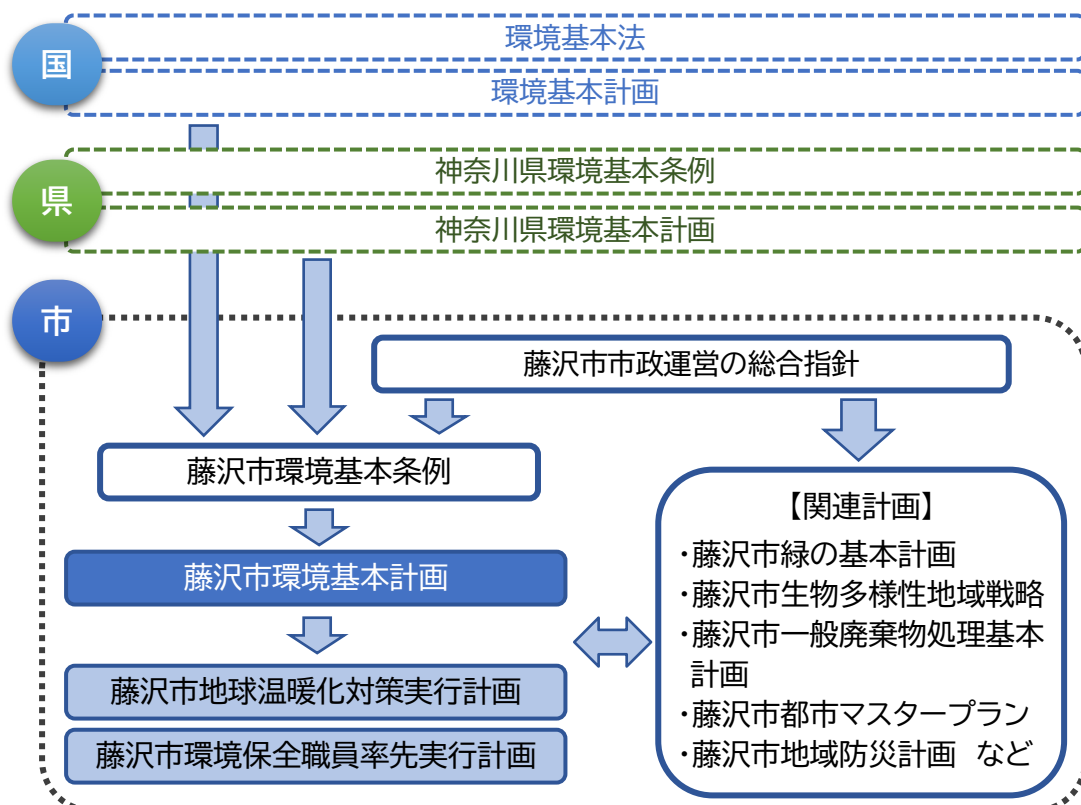 国
環境基本法
環境基本計画
県
神奈川県環境基本条例
神奈川県環境基本計画
市
藤沢市市政運営の総合指針
藤沢市環境基本条例
藤沢市環境基本計画
藤沢市地球温暖化対策実行計画
藤沢市環境保全職員率先実行計画
【関連計画】
・藤沢市緑の基本計画
・藤沢市生物多様性地域戦略
・藤沢市一般廃棄物処理基本
計画
・藤沢市都市マスタープラン
・藤沢市地域防災計画 など